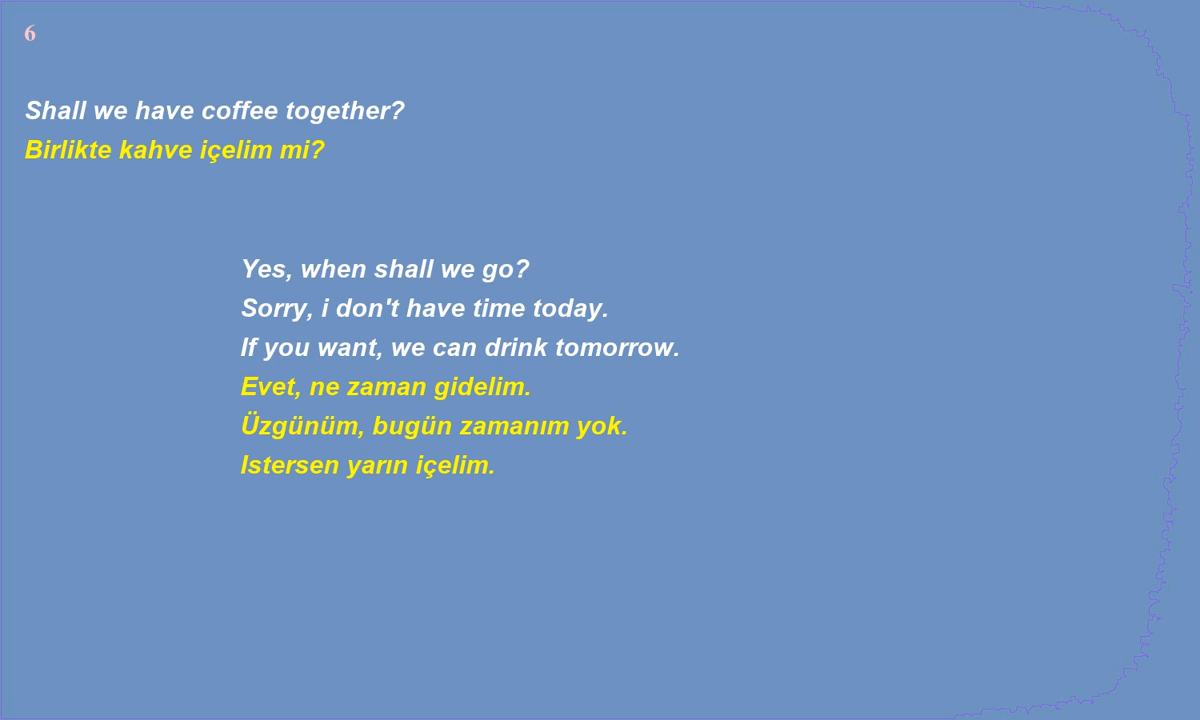 6
Shall we have coffee together?
Birlikte kahve içelim mi?
Yes, when shall we go?
Sorry, i don't have time today.
If you want, we can drink tomorrow.
Evet, ne zaman gidelim.
Üzgünüm, bugün zamanım yok.
Istersen yarın içelim.